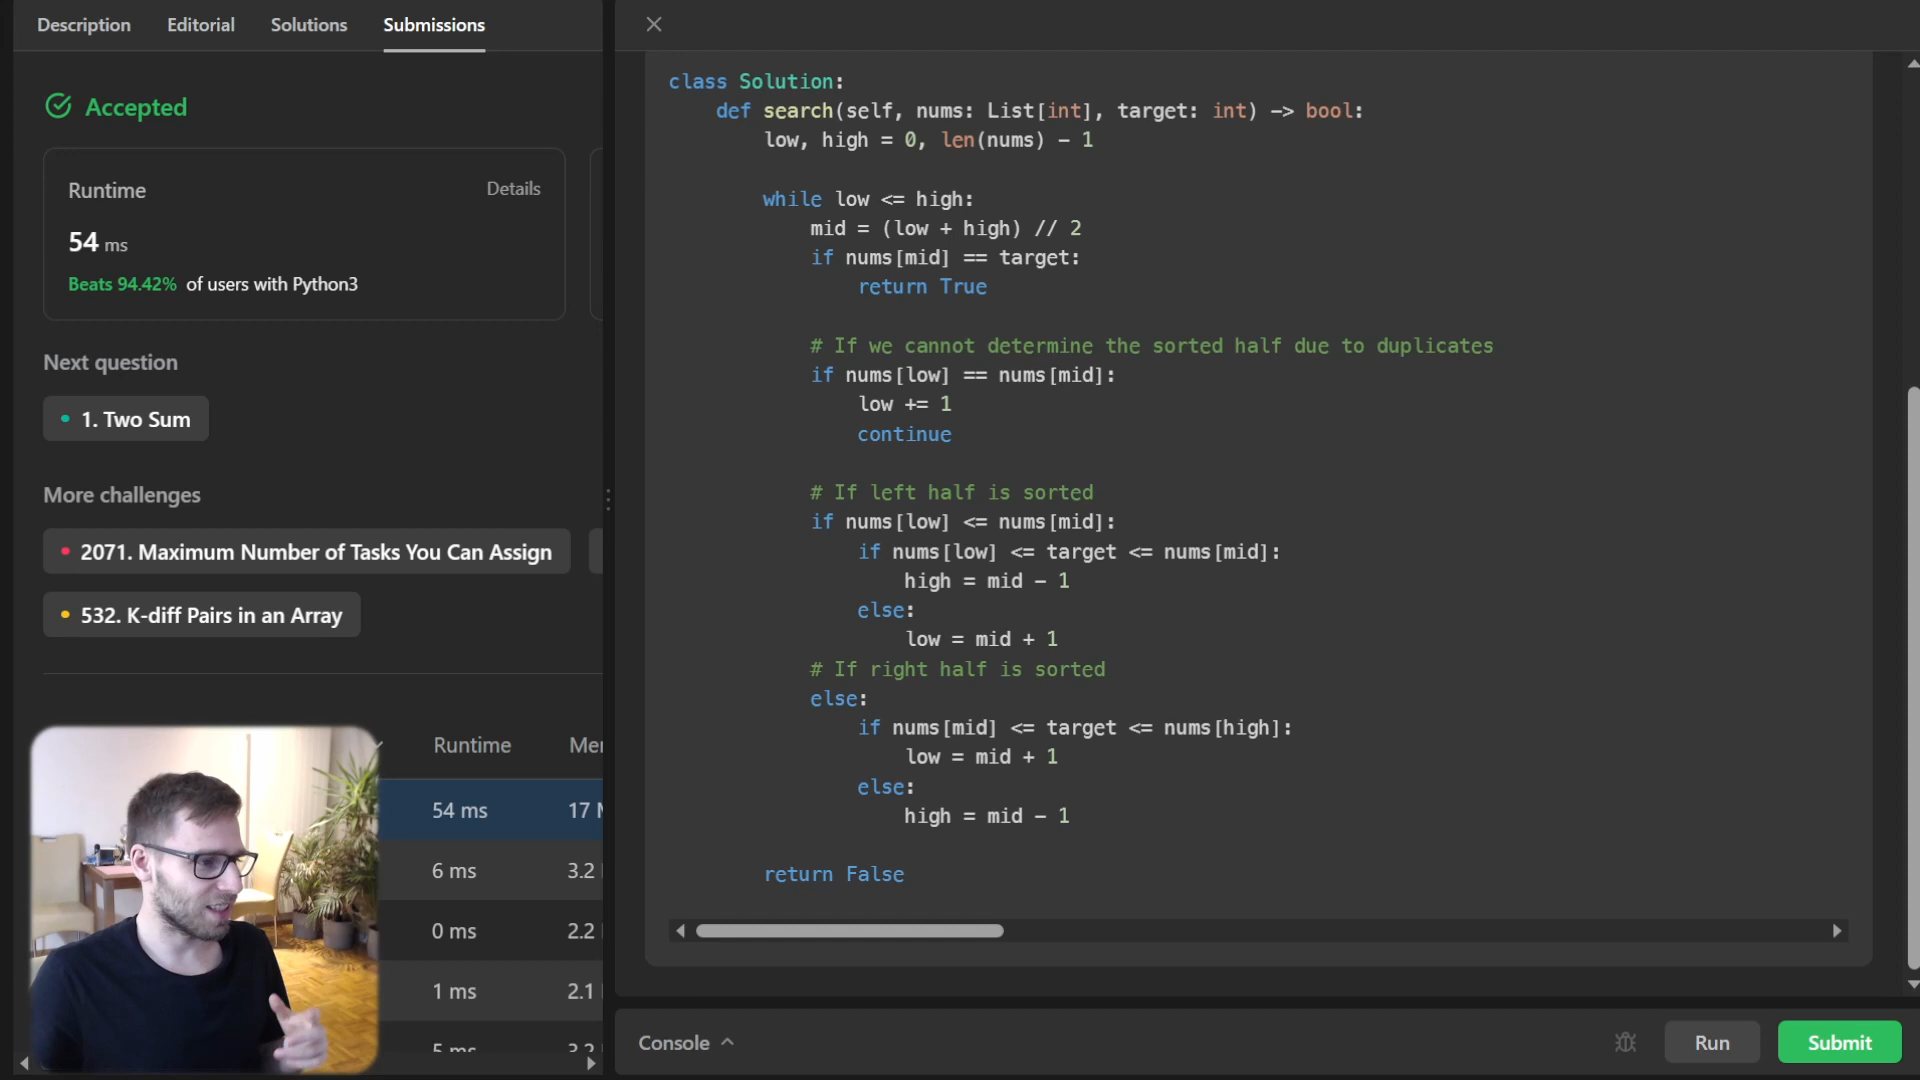 Description Editorial Solutions Submissions
Accepted
Runtime Details
54 ms
Beats 94.42% of users with Python3
Next question
1. Two Sum
More challenges
2071. Maximum Number of Tasks You Can Assign
532. K-diff Pairs in an Array
Runtime
54 ms 17
6 ms 3.2
0 ms 2.2
1 ms 2.1
class Solution:
def search(self, nums: List[int], target: int) -> bool:
low, high = 0, len(nums) - 1
while low <= high:
mid = (low + high) // 2
if nums[mid] == target:
return True
# If we cannot determine the sorted half due to duplicates
if nums[low] == nums[mid]:
low += 1
continue
# If left half is sorted
if nums[low] <= nums[mid]:
if nums[low] <= target <= nums[mid]:
high = mid - 1
else:
low = mid + 1
# If right half is sorted
else:
if nums[mid] <= target <= nums[high]:
low = mid + 1
else:
high = mid - 1
return False
Console Run Submit